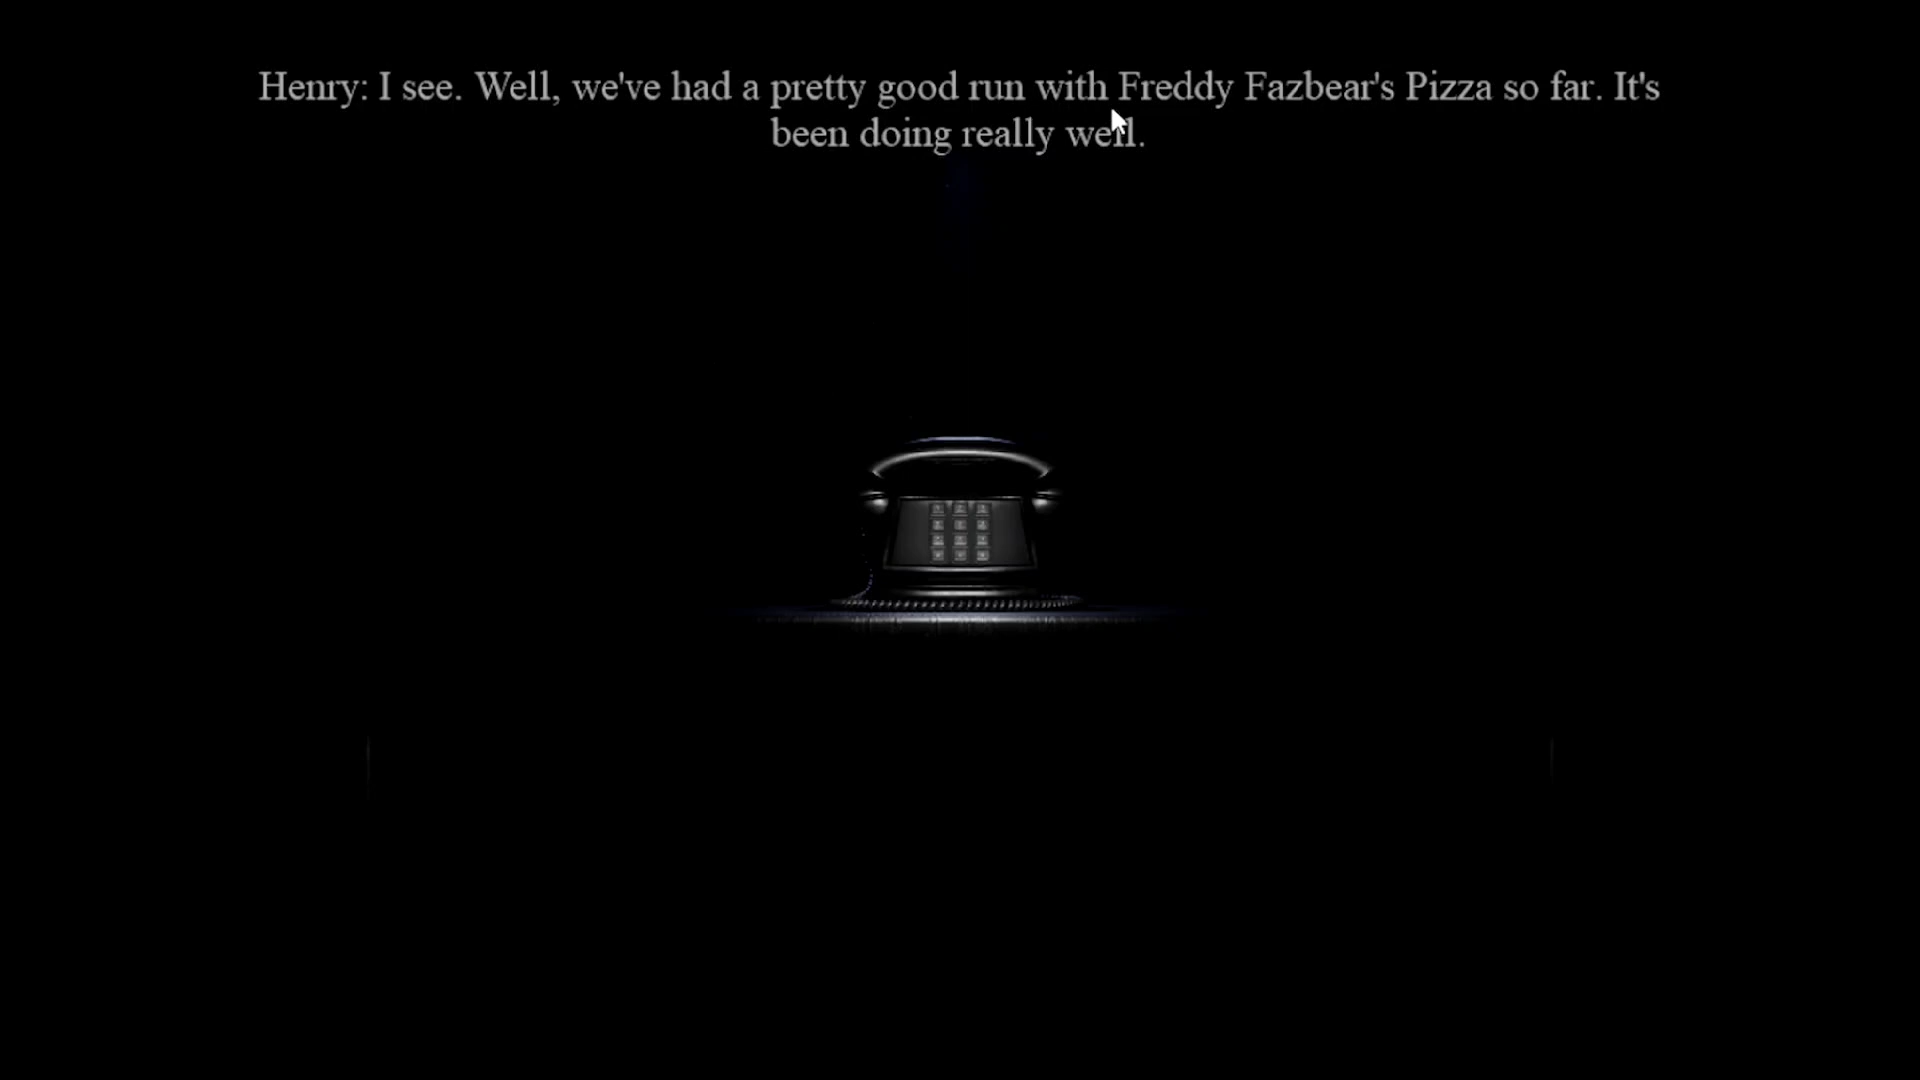 Henry: I see. Well, we've had a pretty good run with Freddy Fazbear's Pizza so far. It's
been doing really well.